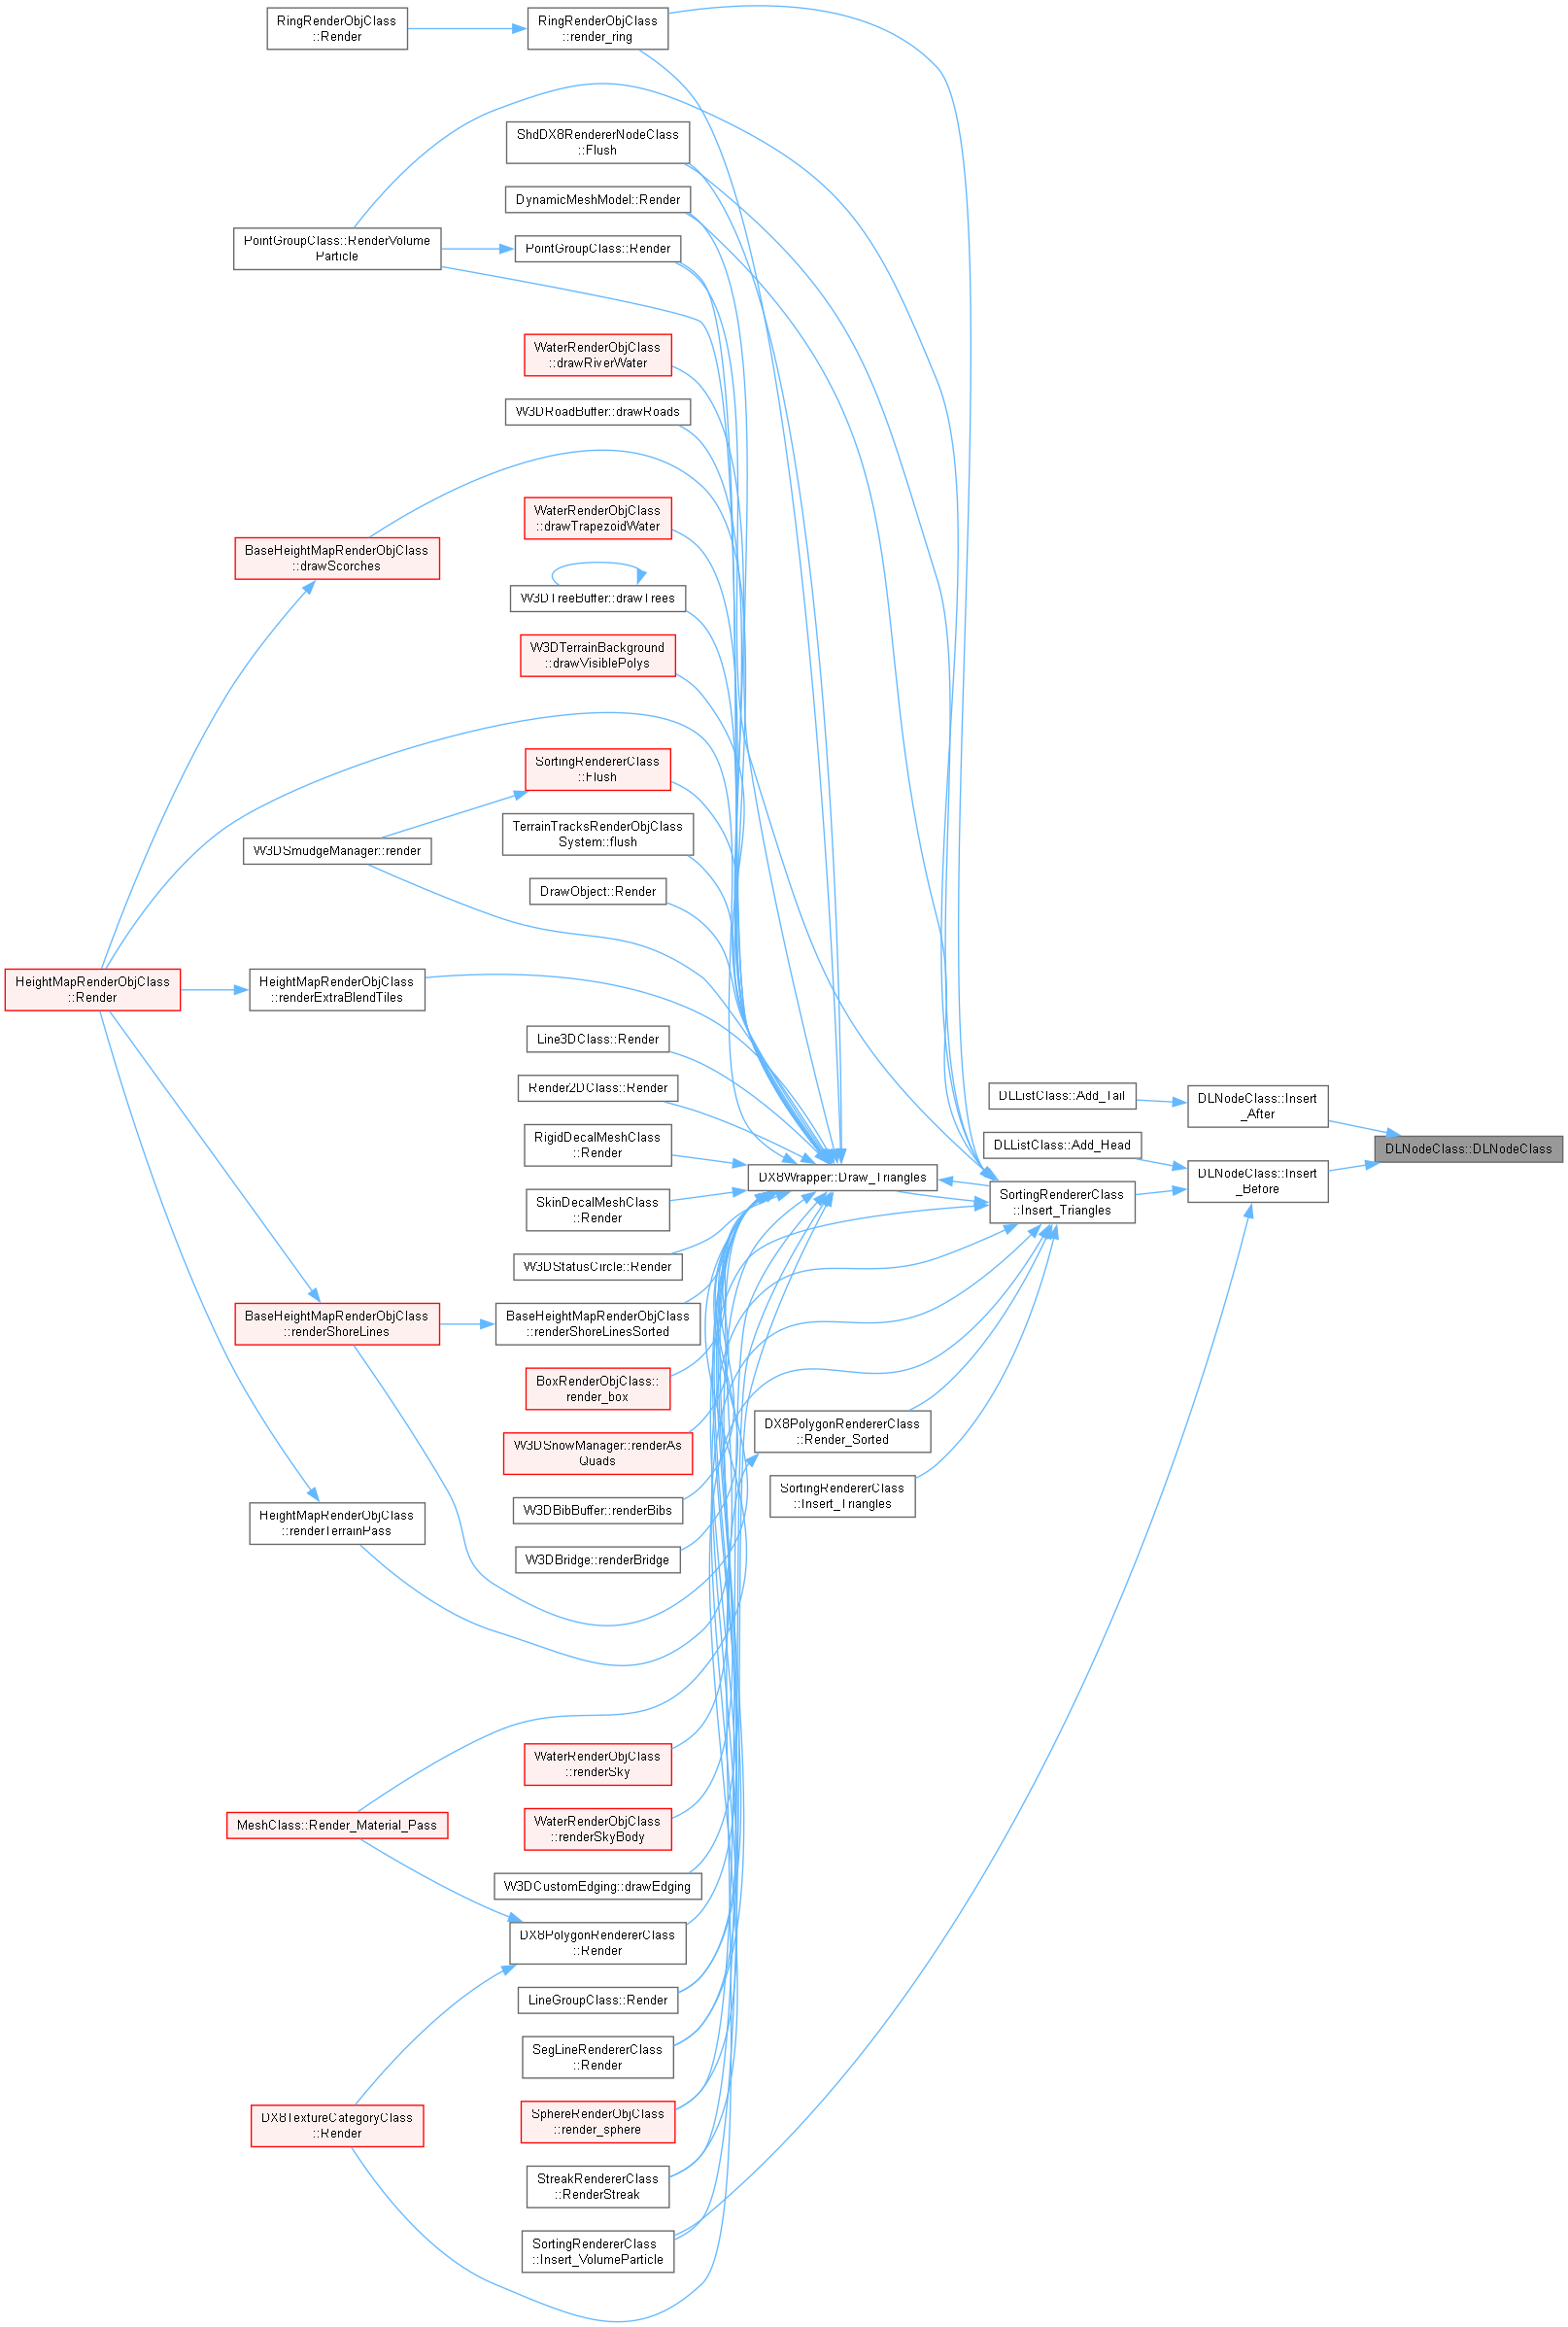 RingRenderObjClass
::Render
RingRenderObjClass
::render_ring
ShdDX8RendererNodeClass
::Flush
DynamicMeshModel::Render
PointGroupClass::RenderVolume
Particle
PointGroupClass::Render
WaterRenderObjClass
::drawRiverWater
W3DRoadBuffer::drawRoads
WaterRenderObjClass
::drawTrapezoidWater
BaseHeightMapRenderObjClass
::drawScorches
W3DTreeBuffer::drawTrees
W3DTerrainBackground
::drawVisiblePolys
SortingRendererClass
::Flush
TerrainTracksRenderObjClass
System::flush
W3DSmudgeManager::render
DrawObject::Render
HeightMapRenderObjClass
::Render
HeightMapRenderObjClass
::renderExtraBlendTiles
Line3DClass::Render
Render2DClass::Render
DLListClass::Add_Tail
DLNodeClass::Insert
_After
RigidDecalMeshClass
::Render
DLListClass::Add_Head
DLNodeClass::DLNodeClass
DX8Wrapper::Draw_Triangles
DLNodeClass::Insert
_Before
SkinDecalMeshClass
::Render
SortingRendererClass
::Insert_Triangles
W3DStatusCircle::Render
BaseHeightMapRenderObjClass
::renderShoreLines
BaseHeightMapRenderObjClass
::renderShoreLinesSorted
BoxRenderObjClass::
render_box
W3DSnowManager::renderAs
Quads
DX8PolygonRendererClass
::Render_Sorted
SortingRendererClass
::Insert_Triangles
W3DBibBuffer::renderBibs
HeightMapRenderObjClass
::renderTerrainPass
W3DBridge::renderBridge
WaterRenderObjClass
::renderSky
MeshClass::Render_Material_Pass
WaterRenderObjClass
::renderSkyBody
W3DCustomEdging::drawEdging
DX8PolygonRendererClass
::Render
LineGroupClass::Render
SegLineRendererClass
::Render
DX8TextureCategoryClass
::Render
SphereRenderObjClass
::render_sphere
StreakRendererClass
::RenderStreak
SortingRendererClass
::Insert_VolumeParticle